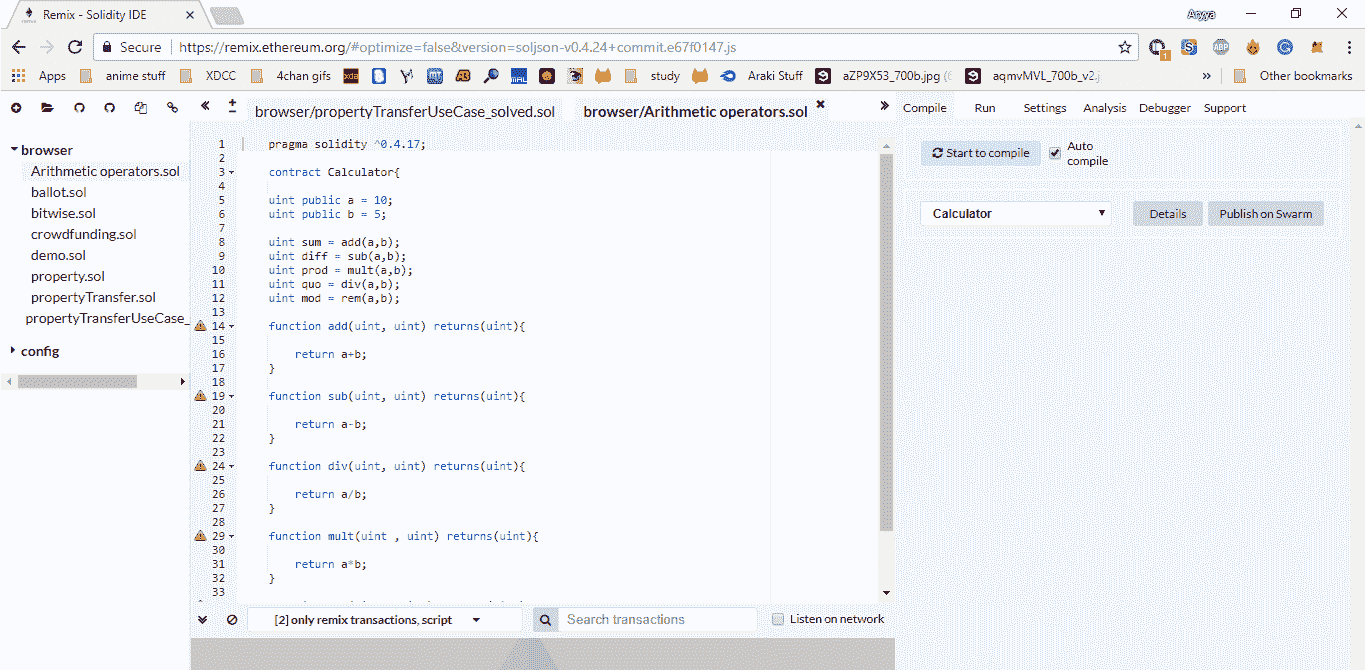 Remix - Solidity IDE
Aryya
Secure https://remix.ethereum.org/#optimize=false&version=soljson-v0.4.24+commit.e67f0147.js
Apps anime stuff XDCC 4chan gifs study Araki Stuff aZP9X53_700b.jpg aqmvMVL_700b_v2.j » Other bookmarks
browser/propertyTransferUseCase_solved.sol browser/Arithmetic operators.sol Compile Run Settings Analysis Debugger Support
browser
Arithmetic operators.sol
ballot.sol
bitwise.sol
crowdfunding.sol
demo.sol
property.sol
propertyTransfer.sol
propertyTransferUseCase_
config
1 pragma solidity ^0.4.17;
2
3 contract Calculator{
4
5 uint public a = 10;
6 uint public b = 5;
7
8 uint sum = add(a,b);
9 uint diff = sub(a,b);
10 uint prod = mult(a,b);
11 uint quo = div(a,b);
12 uint mod = rem(a,b);
13
14 function add(uint, uint) returns(uint){
15
16 return a+b;
17 }
18
19 function sub(uint, uint) returns(uint){
20
21 return a-b;
22 }
23
24 function div(uint, uint) returns(uint){
25
26 return a/b;
27 }
28
29 function mult(uint , uint) returns(uint){
30
31 return a*b;
32 }
33
Start to compile
Auto compile
Calculator
Details
Publish on Swarm
[2] only remix transactions, script
Search transactions
Listen on network